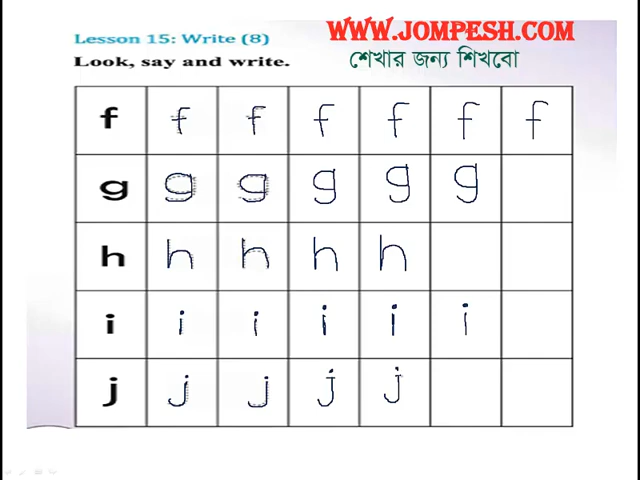 WWW.JOMPESH.COM
Lesson 15: Write (8)
শেখার জন্য শিখবো
Look, say and write.
f f f f f f f
g g g g g g
h h h h h
i i i i i i
j j j j j